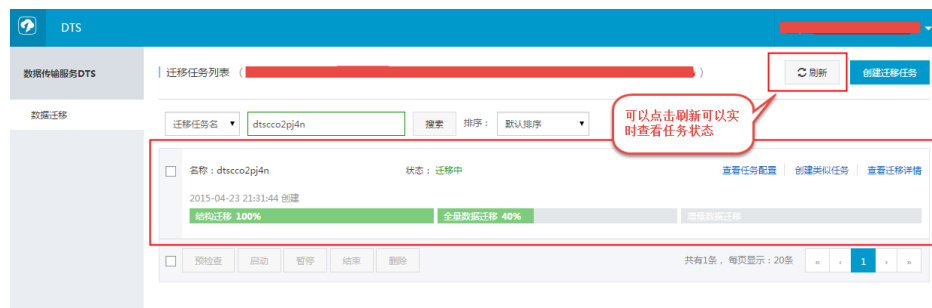 DTS
数据传输服务DTS
迁移任务列表 (
)
刷新
创建迁移任务
数据迁移
可以点击刷新可以实
时查看任务状态
迁移任务名
dtscco2pj4n
搜索
排序：
默认排序
名称：dtscco2pj4n
状态：迁移中
查看任务配置
创建类似任务
查看迁移详情
2015-04-23 21:31:44 创建
结构迁移 100%
全量数据迁移 40%
增量数据迁移
预检查
启动
暂停
结束
删除
共有1条，每页显示：20条
«
‹
1
›
»